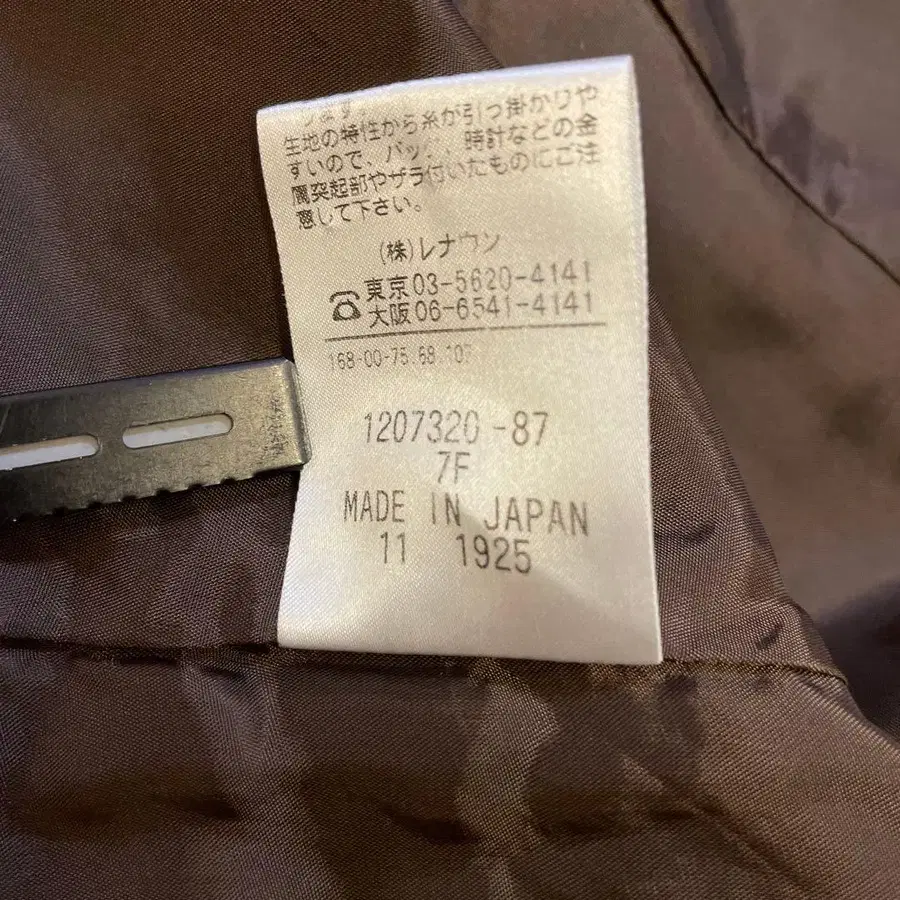 ります
生地の特性から糸が引っ掛かりや
すいので、バッ、時計などの金
属突起部やザラ付いたものにご注
意して下さい。
(株)レナウン
☎東京03-5620-4141
大阪06-6541-4141
168-00-75.68.107
1207320-87
7F
MADE IN JAPAN
11 1925